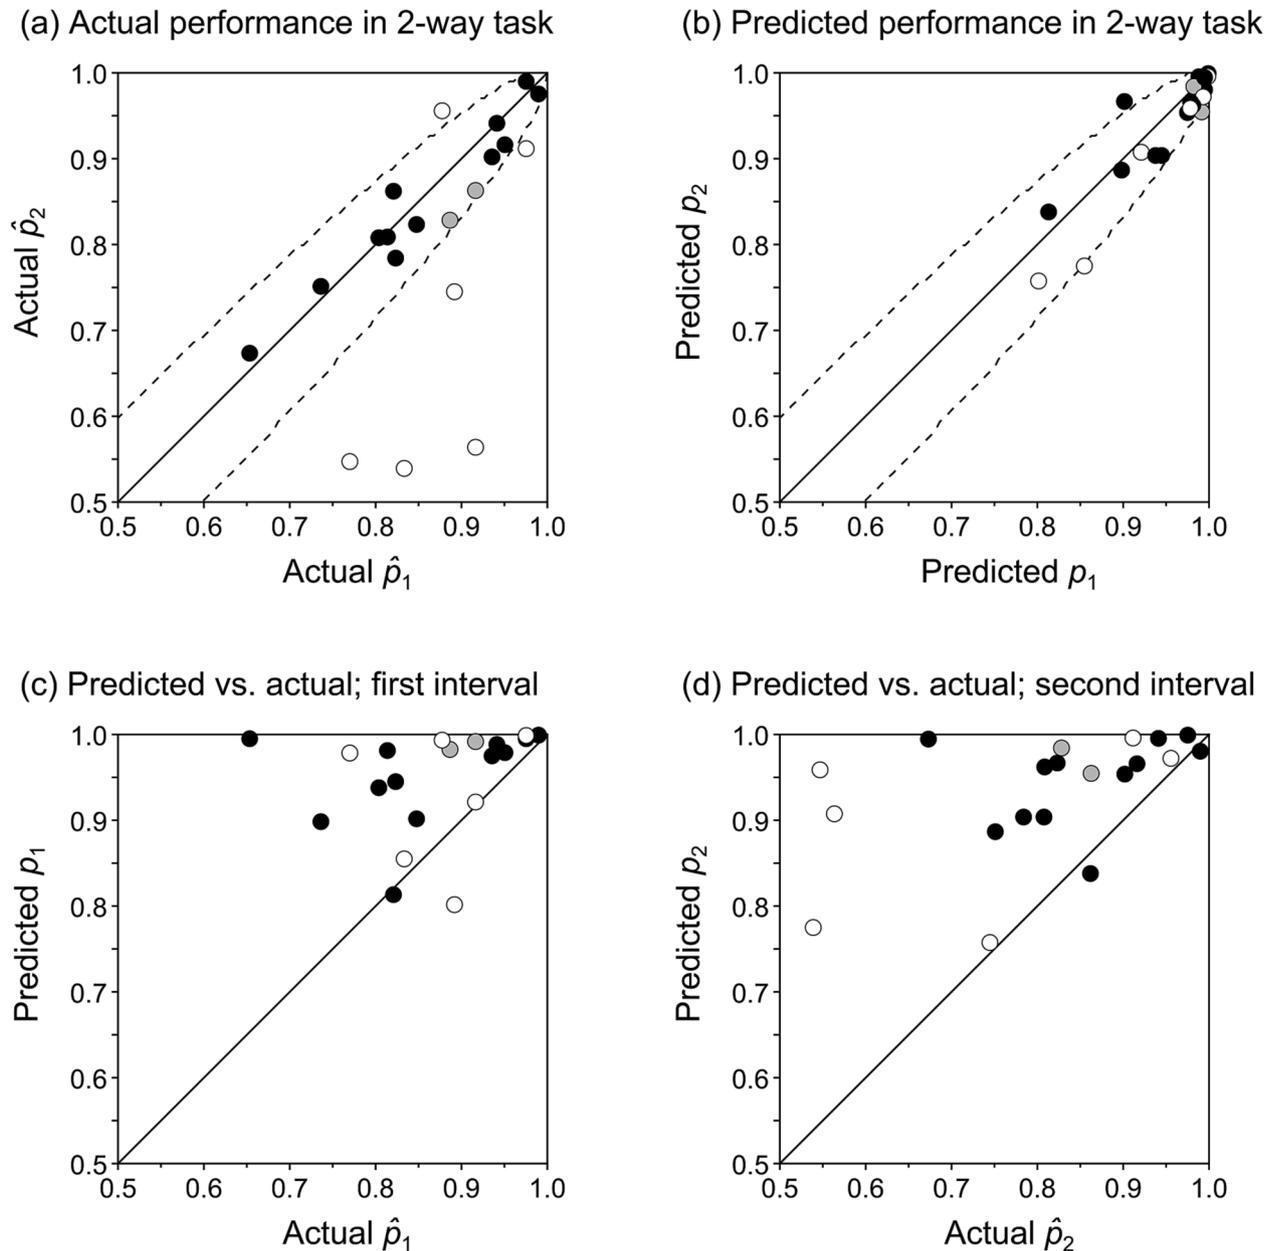 (a) Actual performance in 2-way task
1.0
0.9
0.8
0.7
0.6
0.5
Actual p̂₂
0.5 0.6 0.7 0.8 0.9 1.0
Actual p̂₁
(b) Predicted performance in 2-way task
1.0
0.9
0.8
0.7
0.6
0.5
Predicted p₂
0.5 0.6 0.7 0.8 0.9 1.0
Predicted p₁
(c) Predicted vs. actual; first interval
1.0
0.9
0.8
0.7
0.6
0.5
Predicted p₁
0.5 0.6 0.7 0.8 0.9 1.0
Actual p̂₁
(d) Predicted vs. actual; second interval
1.0
0.9
0.8
0.7
0.6
0.5
Predicted p₂
0.5 0.6 0.7 0.8 0.9 1.0
Actual p̂₂